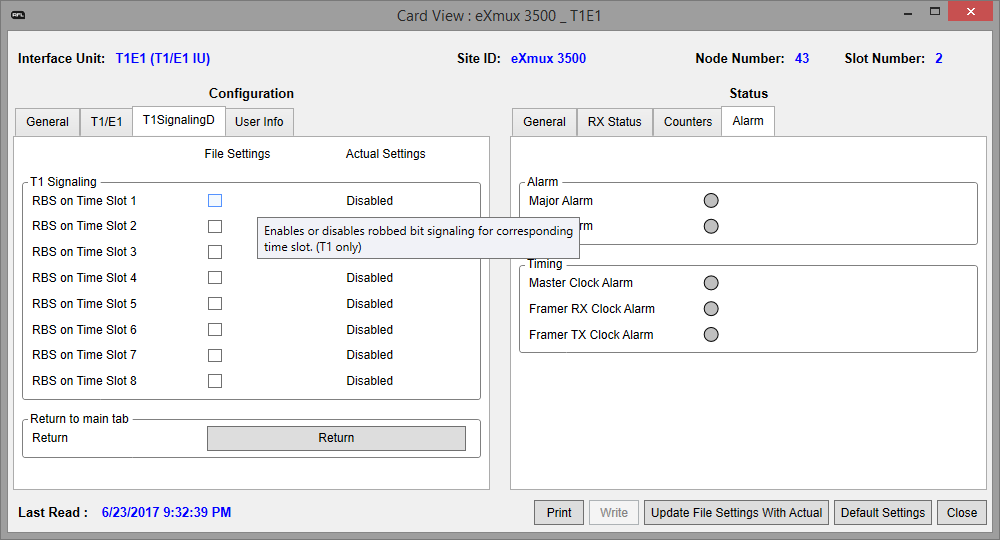 AFL
Card View : eXmux 3500 _ T1E1
Interface Unit: T1E1 (T1/E1 IU) Site ID: eXmux 3500 Node Number: 43 Slot Number: 2
Configuration Status
General T1/E1 T1SignalingD User Info General RX Status Counters Alarm
File Settings Actual Settings
T1 Signaling Alarm
RBS on Time Slot 1 Disabled Major Alarm
RBS on Time Slot 2 rm
Enables or disables robbed bit signaling for corresponding
time slot. (T1 only)
RBS on Time Slot 3
Timing
RBS on Time Slot 4 Disabled Master Clock Alarm
RBS on Time Slot 5 Disabled Framer RX Clock Alarm
RBS on Time Slot 6 Disabled Framer TX Clock Alarm
RBS on Time Slot 7 Disabled
RBS on Time Slot 8 Disabled
Return to main tab
Return Return
Last Read : 6/23/2017 9:32:39 PM Print Write Update File Settings With Actual Default Settings Close